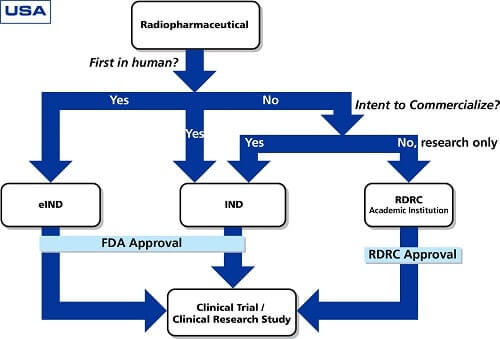 USA
Radiopharmaceutical
First in human?
Yes
No
Intent to Commercialize?
Yes
Yes
No, research only
eIND
IND
RDRC
Academic Institution
FDA Approval
RDRC Approval
Clinical Trial /
Clinical Research Study